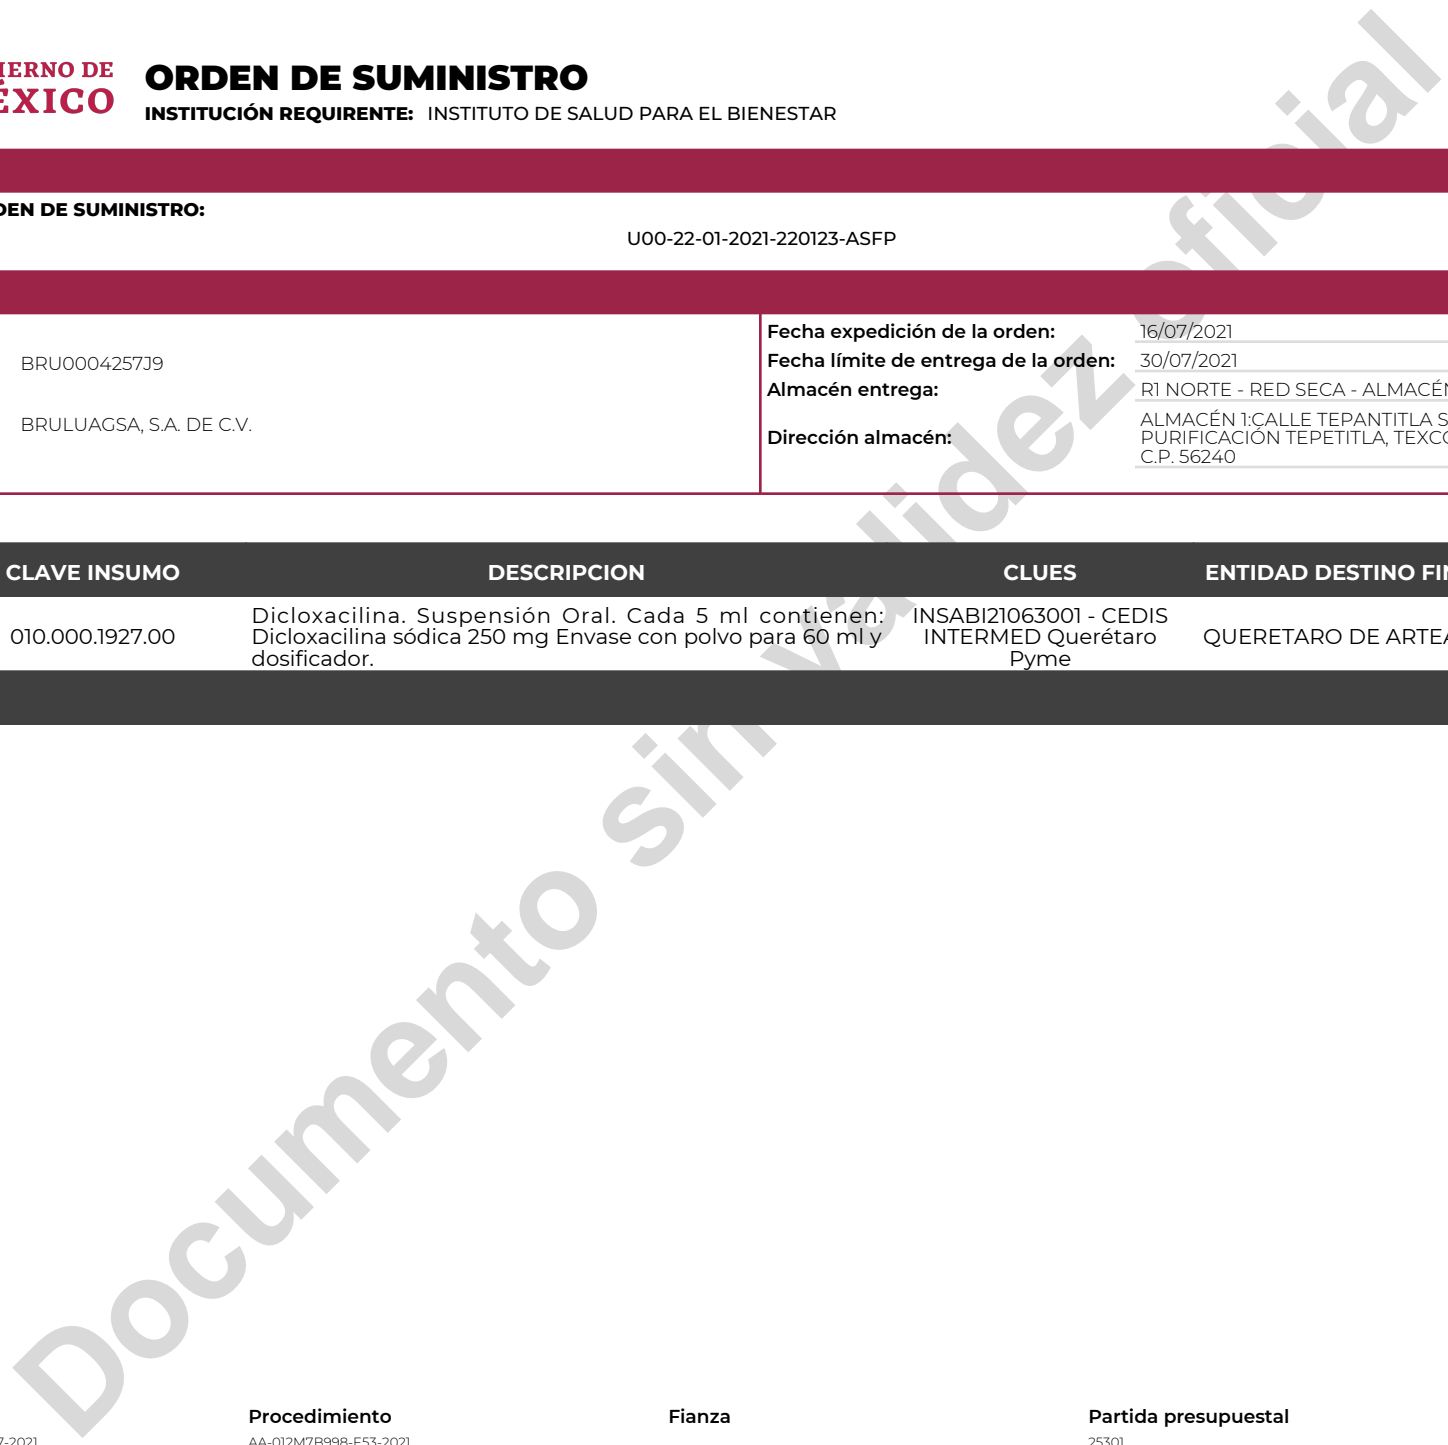 IERNO DE
ÉXICO
ORDEN DE SUMINISTRO
INSTITUCIÓN REQUIRENTE: INSTITUTO DE SALUD PARA EL BIENESTAR
DEN DE SUMINISTRO:
U00-22-01-2021-220123-ASFP
BRU0004257J9
BRULUAGSA, S.A. DE C.V.
Fecha expedición de la orden: 16/07/2021
Fecha límite de entrega de la orden: 30/07/2021
Almacén entrega: R1 NORTE - RED SECA - ALMACÉN
Dirección almacén: ALMACÉN 1:CALLE TEPANTITLA S
PURIFICACIÓN TEPETITLA, TEXCO
C.P. 56240
CLAVE INSUMO DESCRIPCION CLUES ENTIDAD DESTINO FIN
010.000.1927.00
Dicloxacilina. Suspensión Oral. Cada 5 ml contienen:
Dicloxacilina sódica 250 mg Envase con polvo para 60 ml y
dosificador.
INSABI21063001 - CEDIS
INTERMED Querétaro
Pyme
QUERETARO DE ARTEA
Documento sin validez oficial
Procedimiento Fianza Partida presupuestal
7-2021 AA-012M7B998-E53-2021 25301